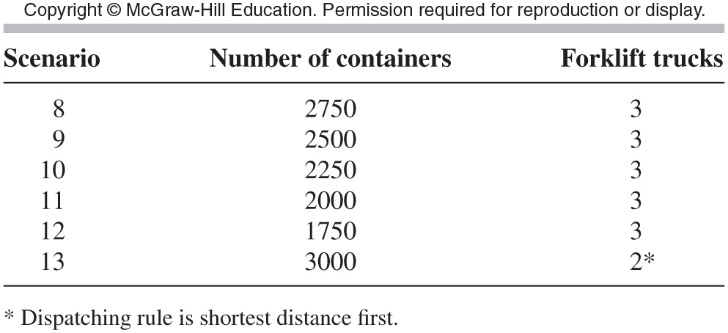 Copyright © McGraw-Hill Education. Permission required for reproduction or display.
Scenario Number of containers Forklift trucks
8 2750 3
9 2500 3
10 2250 3
11 2000 3
12 1750 3
13 3000 2*
* Dispatching rule is shortest distance first.